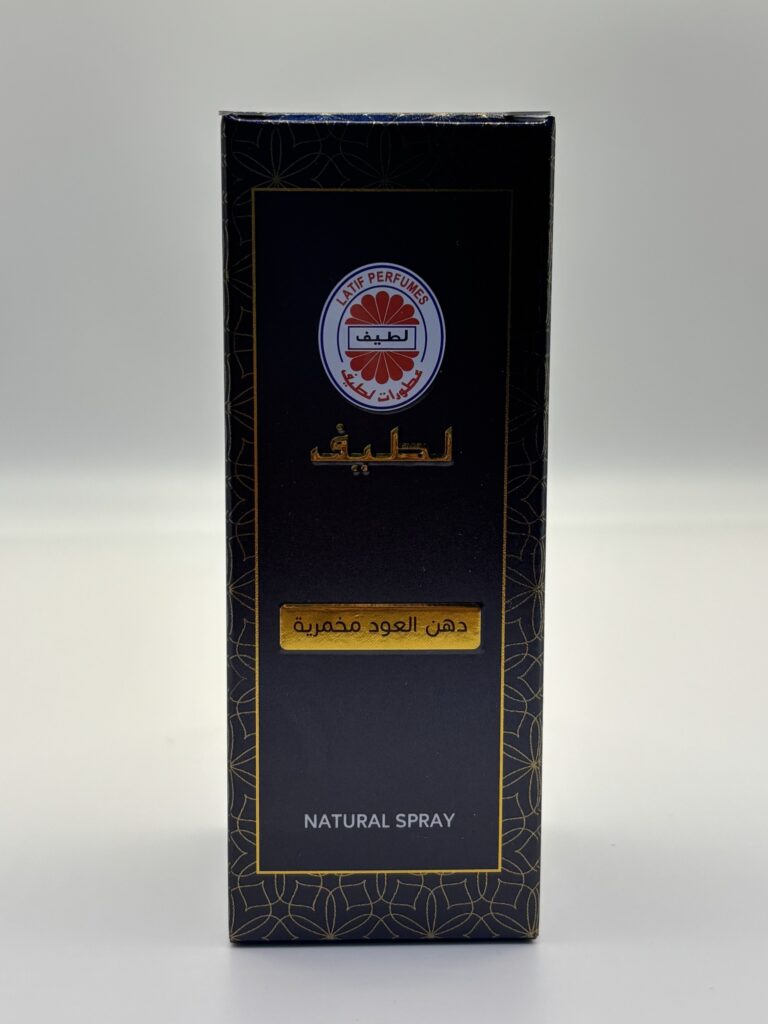 LATIF PERFUMES
لطيف
عطورات لطيف
لطيف
دهن العود مخمرية
NATURAL SPRAY